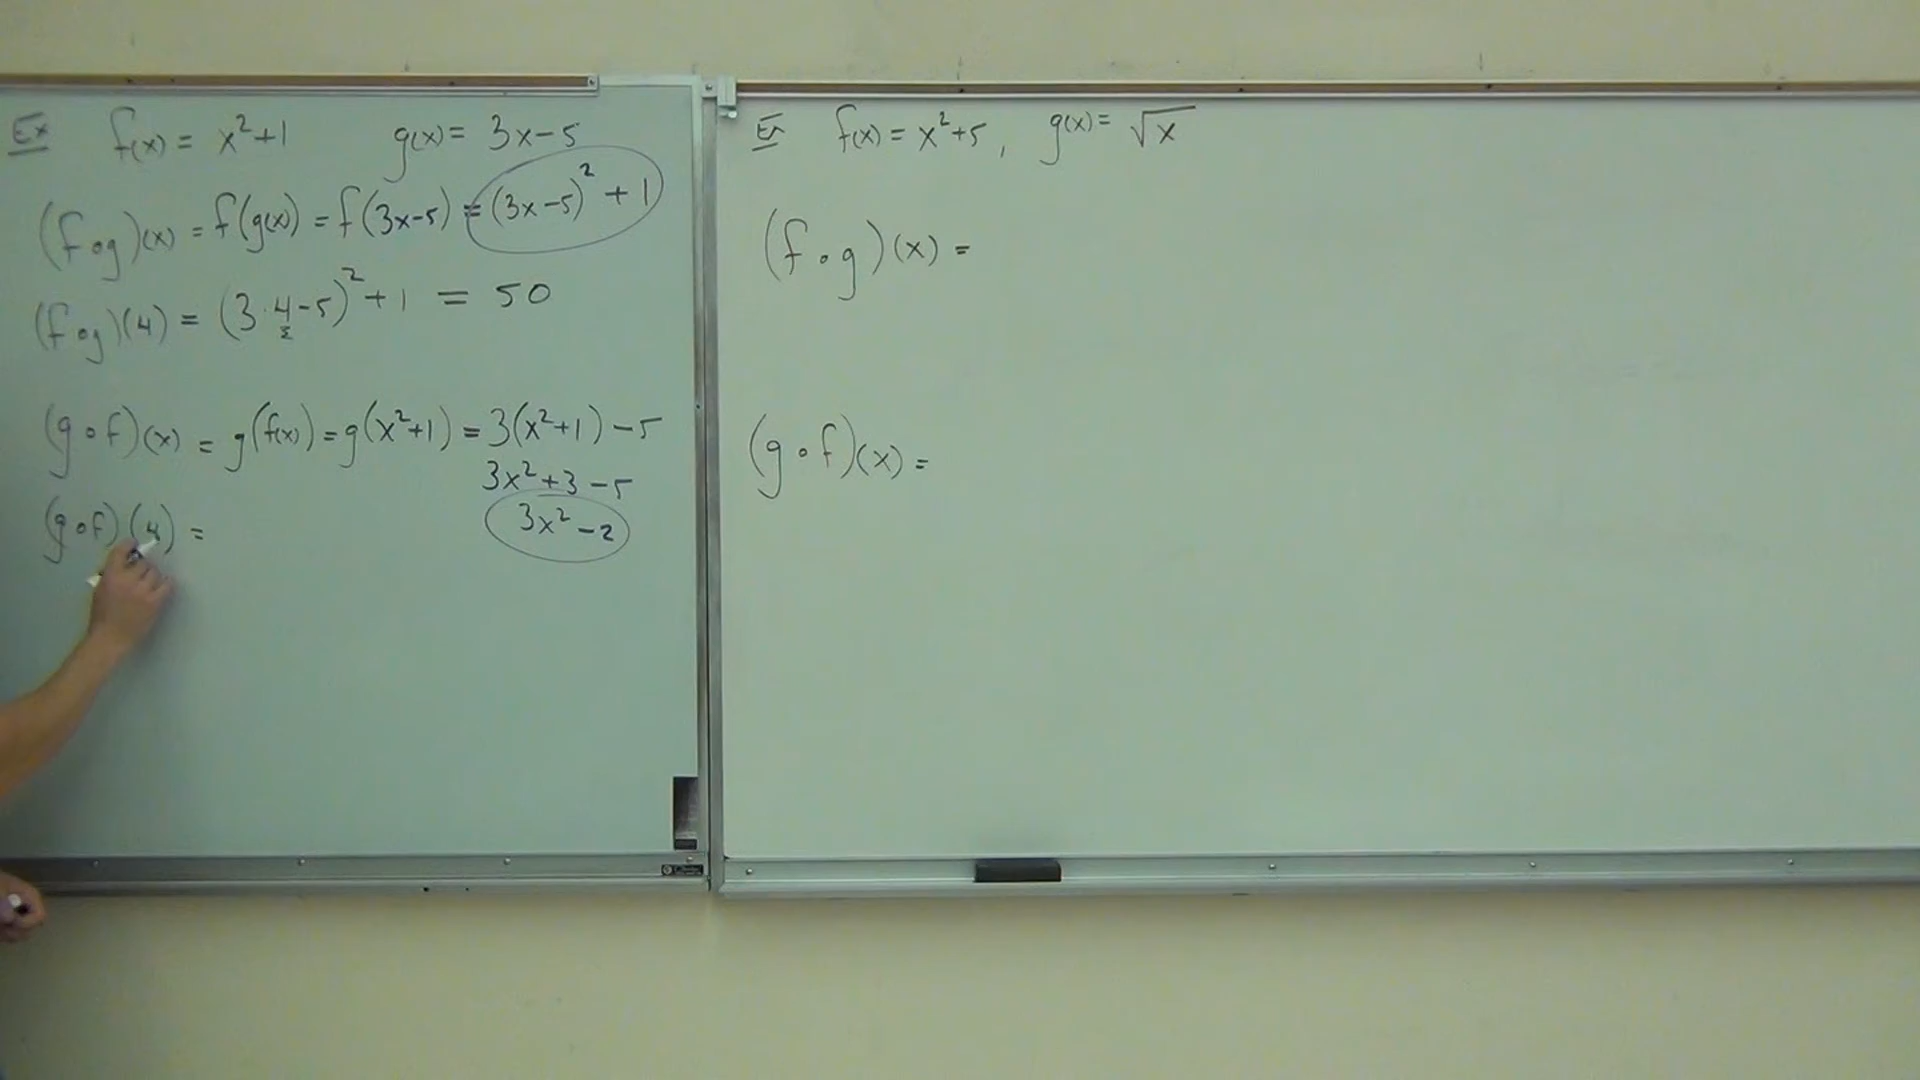 Ex f(x) = x²+1 g(x) = 3x-5
(f∘g)(x) = f(g(x)) = f(3x-5) = (3x-5)² + 1
(f∘g)(4) = (3·4-5)² + 1 = 50
(g∘f)(x) = g(f(x)) = g(x²+1) = 3(x²+1) - 5
3x²+3-5
3x²-2
(g∘f)(4) =
Ex f(x) = x²+5, g(x) = √x
(f∘g)(x) =
(g∘f)(x) =